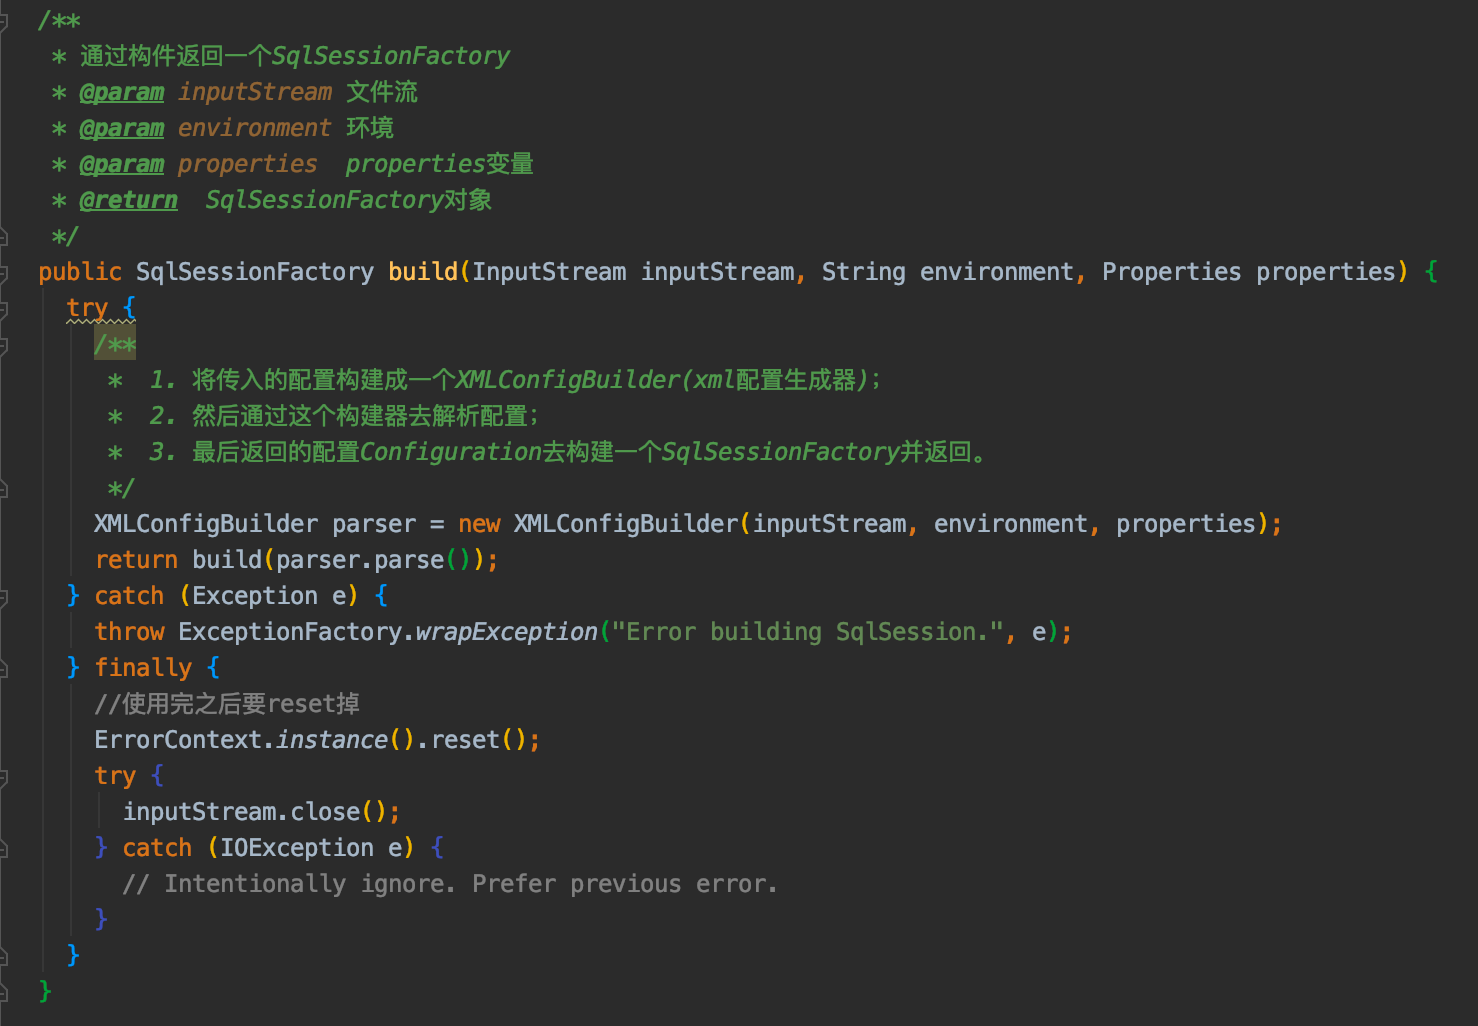 /**
 * 通过构件返回一个SqlSessionFactory
 * @param inputStream 文件流
 * @param environment 环境
 * @param properties  properties变量
 * @return  SqlSessionFactory对象
 */
public SqlSessionFactory build(InputStream inputStream, String environment, Properties properties) {
  try {
    /**
     *  1. 将传入的配置构建成一个XMLConfigBuilder(xml配置生成器);
     *  2. 然后通过这个构建器去解析配置;
     *  3. 最后返回的配置Configuration去构建一个SqlSessionFactory并返回。
     */
    XMLConfigBuilder parser = new XMLConfigBuilder(inputStream, environment, properties);
    return build(parser.parse());
  } catch (Exception e) {
    throw ExceptionFactory.wrapException("Error building SqlSession.", e);
  } finally {
    //使用完之后要reset掉
    ErrorContext.instance().reset();
    try {
      inputStream.close();
    } catch (IOException e) {
      // Intentionally ignore. Prefer previous error.
    }
  }
}